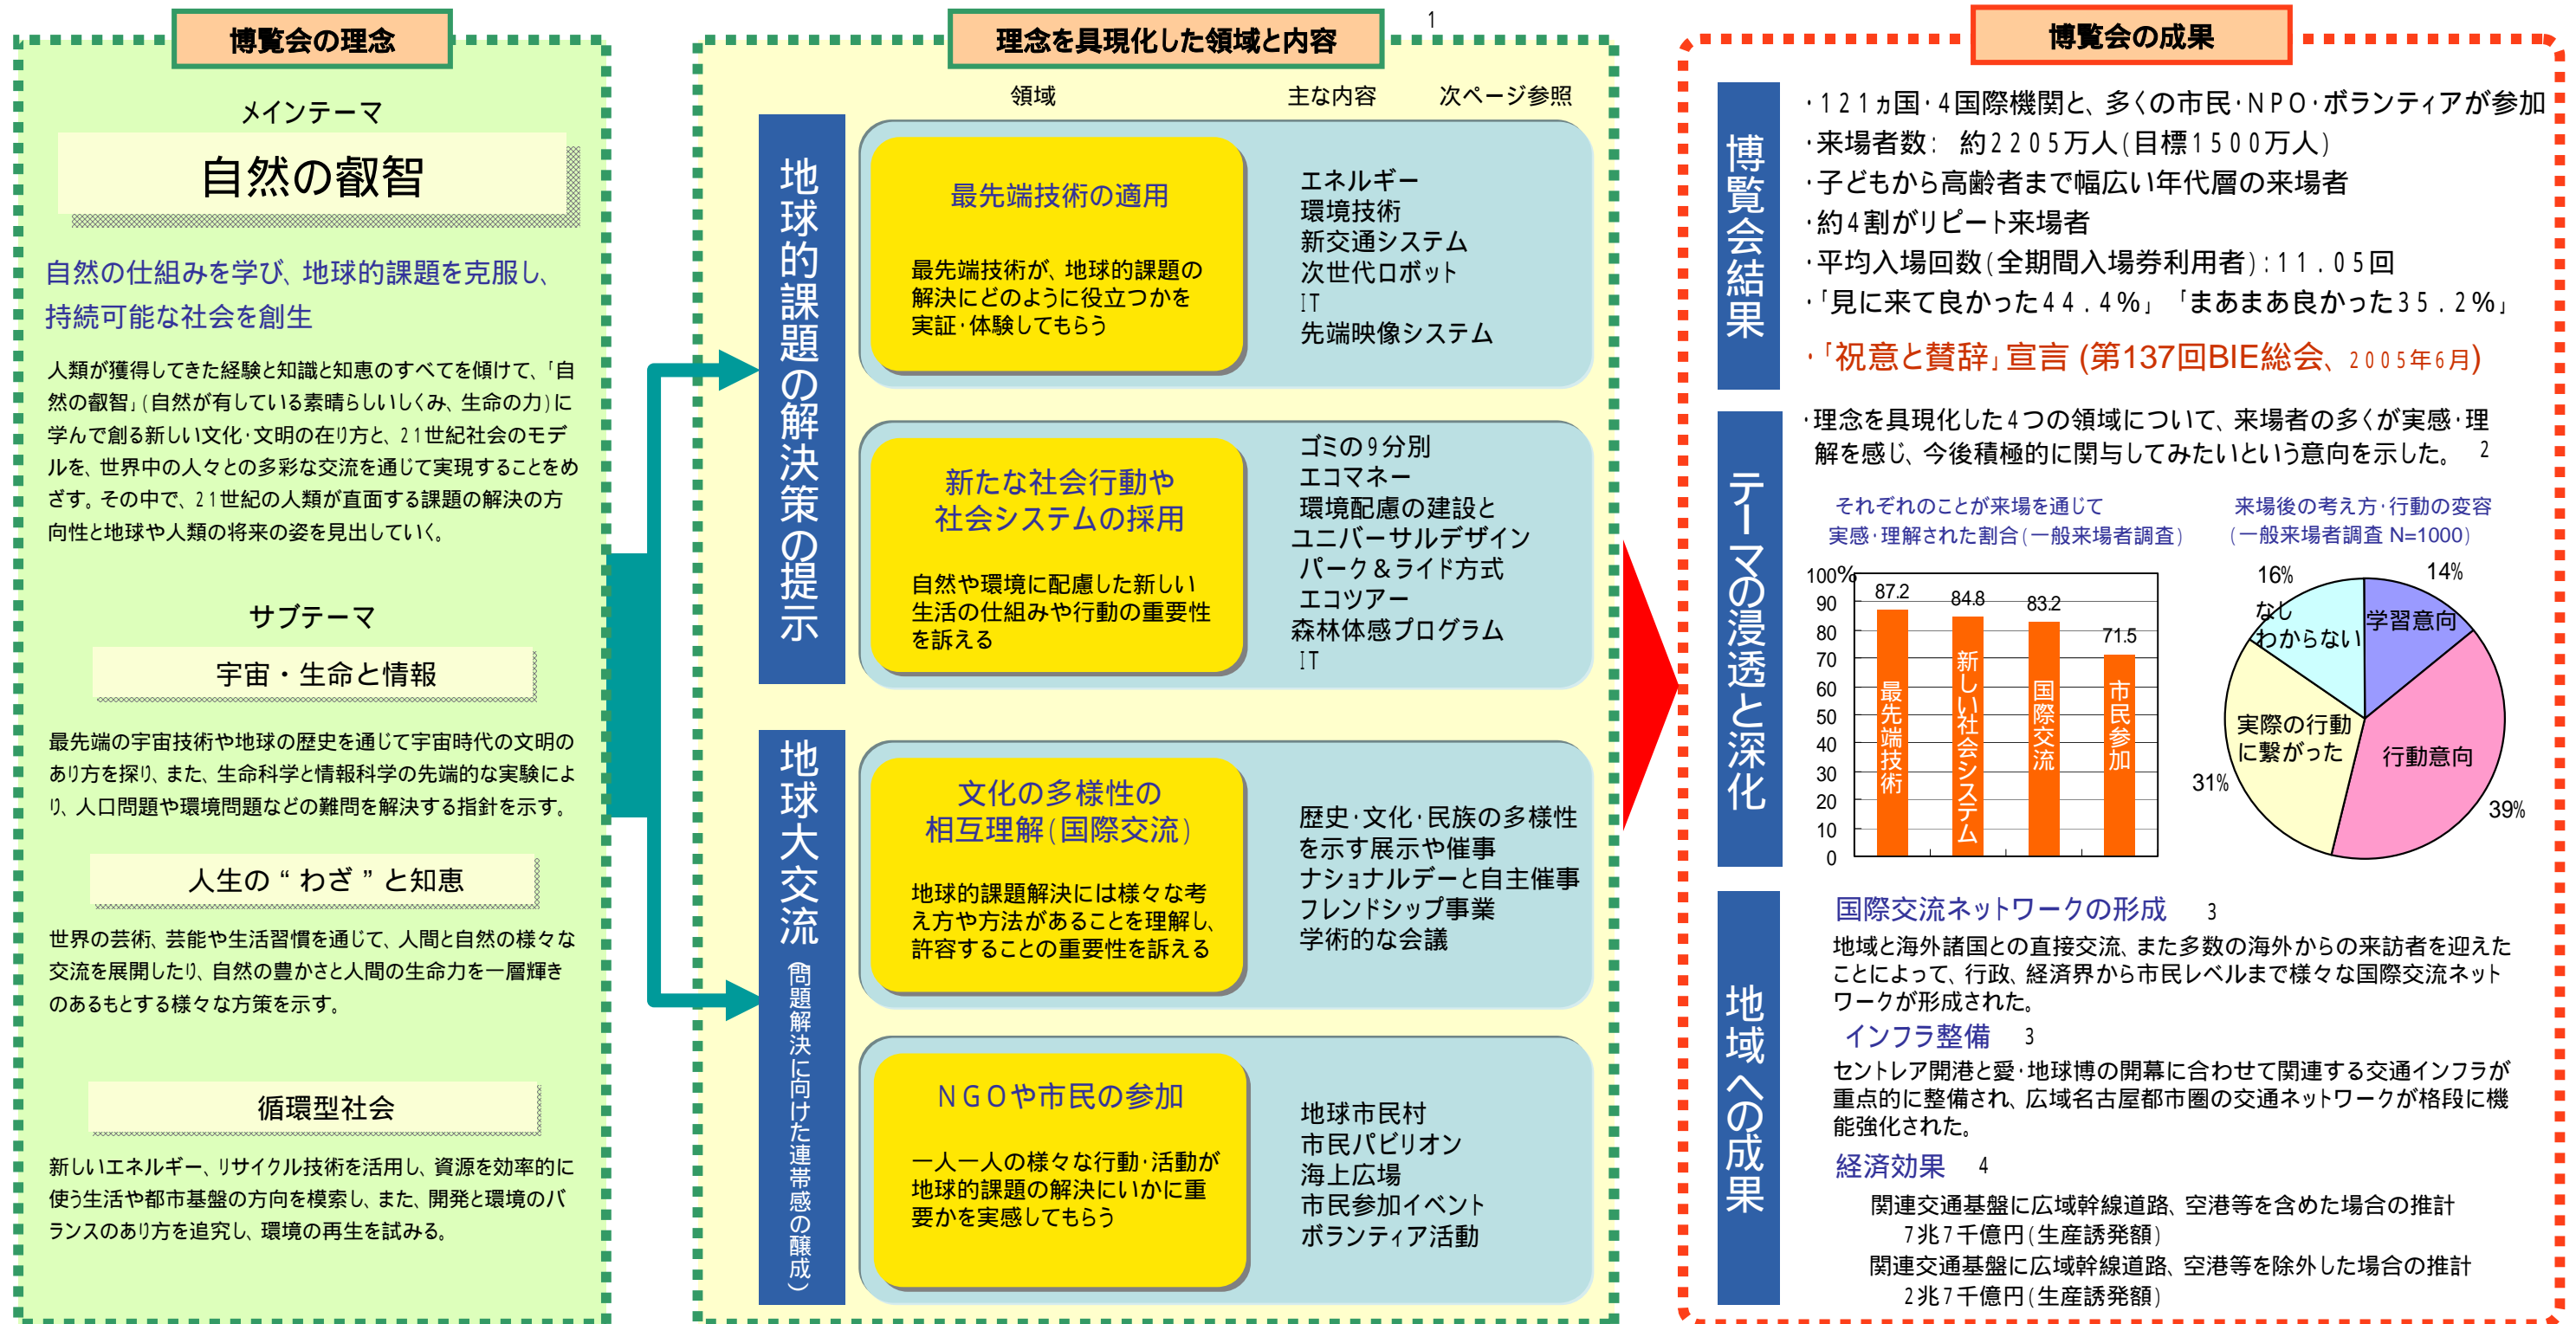 博覧会の理念
メインテーマ
自然の叡智
自然の仕組みを学び、地球的課題を克服し、
持続可能な社会を創生
人類が獲得してきた経験と知識と知恵のすべてを傾けて、「自
然の叡智」(自然が有している素晴らしいしくみ、生命の力)に
学んで創る新しい文化・文明の在り方と、21世紀社会のモデ
ルを、世界中の人々との多彩な交流を通じて実現することをめ
ざす。その中で、21世紀の人類が直面する課題の解決の方
向性と地球や人類の将来の姿を見出していく。
サブテーマ
宇宙・生命と情報
最先端の宇宙技術や地球の歴史を通じて宇宙時代の文明の
あり方を探り、また、生命科学と情報科学の先端的な実験によ
り、人口問題や環境問題などの難問を解決する指針を示す。
人生の“わざ”と知恵
世界の芸術、芸能や生活習慣を通じて、人間と自然の様々な
交流を展開したり、自然の豊かさと人間の生命力を一層輝き
のあるもとする様々な方策を示す。
循環型社会
新しいエネルギー、リサイクル技術を活用し、資源を効率的に
使う生活や都市基盤の方向を模索し、また、開発と環境のバ
ランスのあり方を追究し、環境の再生を試みる。
理念を具現化した領域と内容
1
領域 主な内容 次ページ参照
地球的課題の解決策の提示
最先端技術の適用
最先端技術が、地球的課題の
解決にどのように役立つかを
実証・体験してもらう
エネルギー
環境技術
新交通システム
次世代ロボット
IT
先端映像システム
新たな社会行動や
社会システムの採用
自然や環境に配慮した新しい
生活の仕組みや行動の重要性
を訴える
ゴミの9分別
エコマネー
環境配慮の建設と
ユニバーサルデザイン
パーク&ライド方式
エコツアー
森林体感プログラム
IT
地球大交流(問題解決に向けた連帯感の醸成)
文化の多様性の
相互理解(国際交流)
地球的課題解決には様々な考
え方や方法があることを理解し、
許容することの重要性を訴える
歴史・文化・民族の多様性
を示す展示や催事
ナショナルデーと自主催事
フレンドシップ事業
学術的な会議
NGOや市民の参加
一人一人の様々な行動・活動が
地球的課題の解決にいかに重
要かを実感してもらう
地球市民村
市民パビリオン
海上広場
市民参加イベント
ボランティア活動
博覧会の成果
博覧会結果
・121ヵ国・4国際機関と、多くの市民・NPO・ボランティアが参加
・来場者数: 約2205万人(目標1500万人)
・子どもから高齢者まで幅広い年代層の来場者
・約4割がリピート来場者
・平均入場回数(全期間入場券利用者):11.05回
・「見に来て良かった44.4%」「まあまあ良かった35.2%」
・「祝意と賛辞」宣言 (第137回BIE総会、2005年6月)
テーマの浸透と深化
・理念を具現化した4つの領域について、来場者の多くが実感・理
解を感じ、今後積極的に関与してみたいという意向を示した。 2
それぞれのことが来場を通じて
実感・理解された割合(一般来場者調査)
100%
90
80
70
60
50
40
30
20
10
0
87.2
84.8
83.2
71.5
最先端技術
新しい社会システム
国際交流
市民参加
来場後の考え方・行動の変容
(一般来場者調査 N=1000)
16%
なし
わからない
14%
学習意向
実際の行動
に繋がった
31%
行動意向
39%
地域への成果
国際交流ネットワークの形成 3
地域と海外諸国との直接交流、また多数の海外からの来訪者を迎えた
ことによって、行政、経済界から市民レベルまで様々な国際交流ネット
ワークが形成された。
インフラ整備 3
セントレア開港と愛・地球博の開幕に合わせて関連する交通インフラが
重点的に整備され、広域名古屋都市圏の交通ネットワークが格段に機
能強化された。
経済効果 4
関連交通基盤に広域幹線道路、空港等を含めた場合の推計
7兆7千億円(生産誘発額)
関連交通基盤に広域幹線道路、空港等を除外した場合の推計
2兆7千億円(生産誘発額)